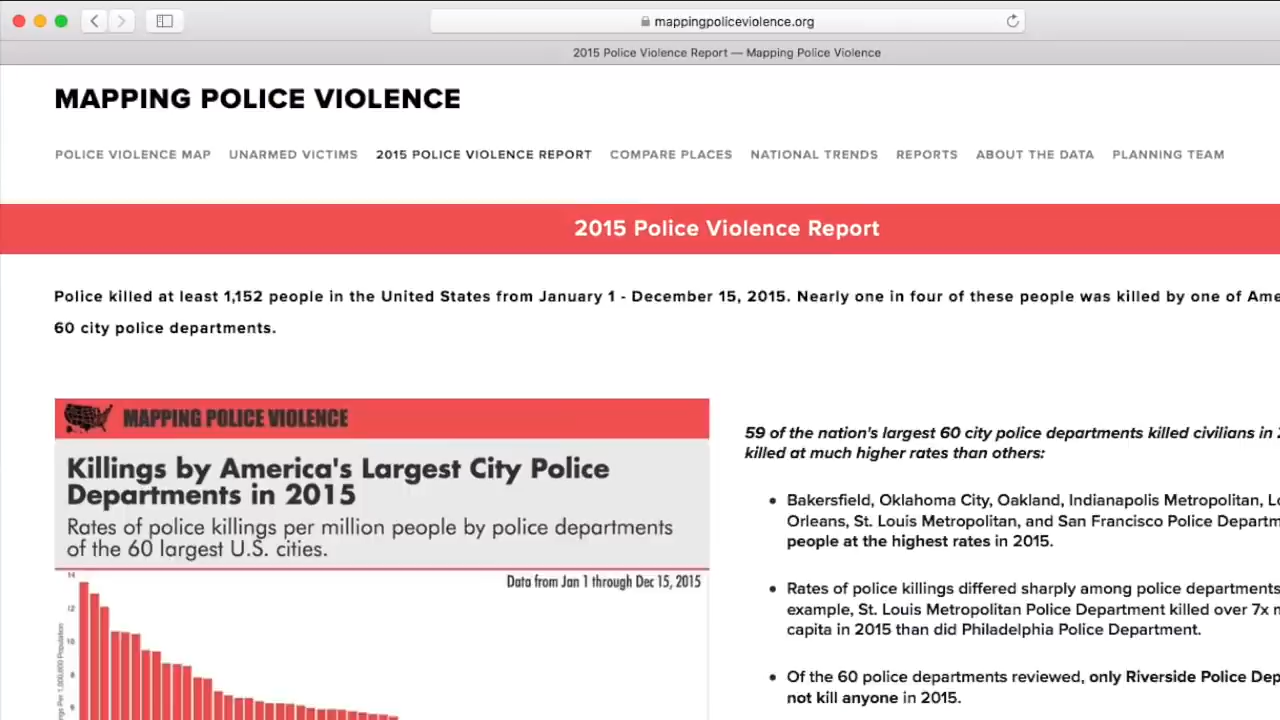 mappingpoliceviolence.org
2015 Police Violence Report — Mapping Police Violence
MAPPING POLICE VIOLENCE
POLICE VIOLENCE MAP UNARMED VICTIMS 2015 POLICE VIOLENCE REPORT COMPARE PLACES NATIONAL TRENDS REPORTS ABOUT THE DATA PLANNING TEAM
2015 Police Violence Report
Police killed at least 1,152 people in the United States from January 1 - December 15, 2015. Nearly one in four of these people was killed by one of
60 city police departments.
MAPPING POLICE VIOLENCE
Killings by America's Largest City Police
Departments in 2015
Rates of police killings per million people by police departments
of the 60 largest U.S. cities.
Data from Jan 1 through Dec 15, 2015
14
12
10
8
6
Per 1,000,000 Population
59 of the nation's largest 60 city police departments killed civilians in
killed at much higher rates than others:
• Bakersfield, Oklahoma City, Oakland, Indianapolis Metropolitan,
Orleans, St. Louis Metropolitan, and San Francisco Police
people at the highest rates in 2015.
• Rates of police killings differed sharply among police departments
example, St. Louis Metropolitan Police Department killed over 7x
capita in 2015 than did Philadelphia Police Department.
• Of the 60 police departments reviewed, only Riverside Police
not kill anyone in 2015.